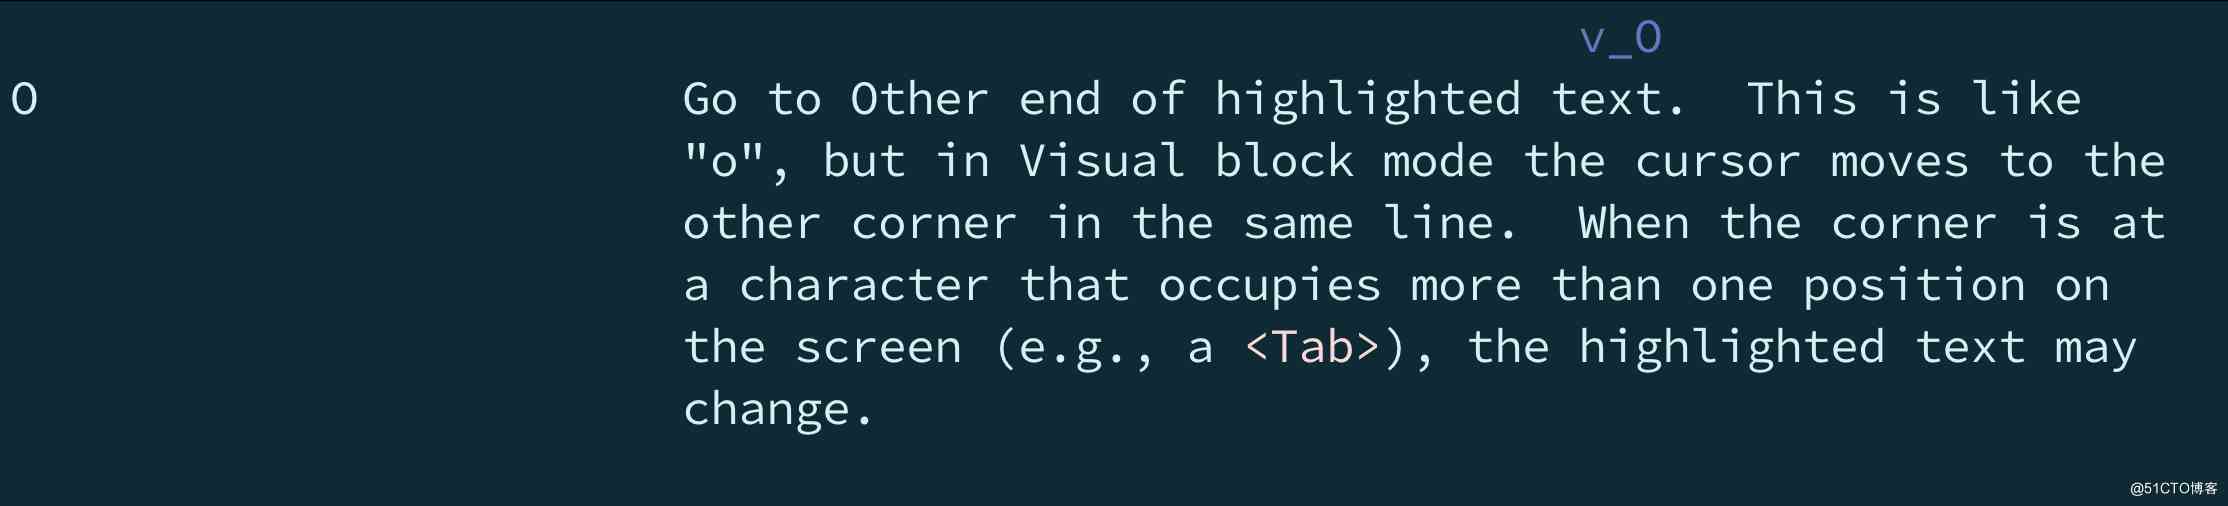 v_O
O Go to Other end of highlighted text.  This is like
"o", but in Visual block mode the cursor moves to the
other corner in the same line.  When the corner is at
a character that occupies more than one position on
the screen (e.g., a <Tab>), the highlighted text may
change.
@51CTO博客